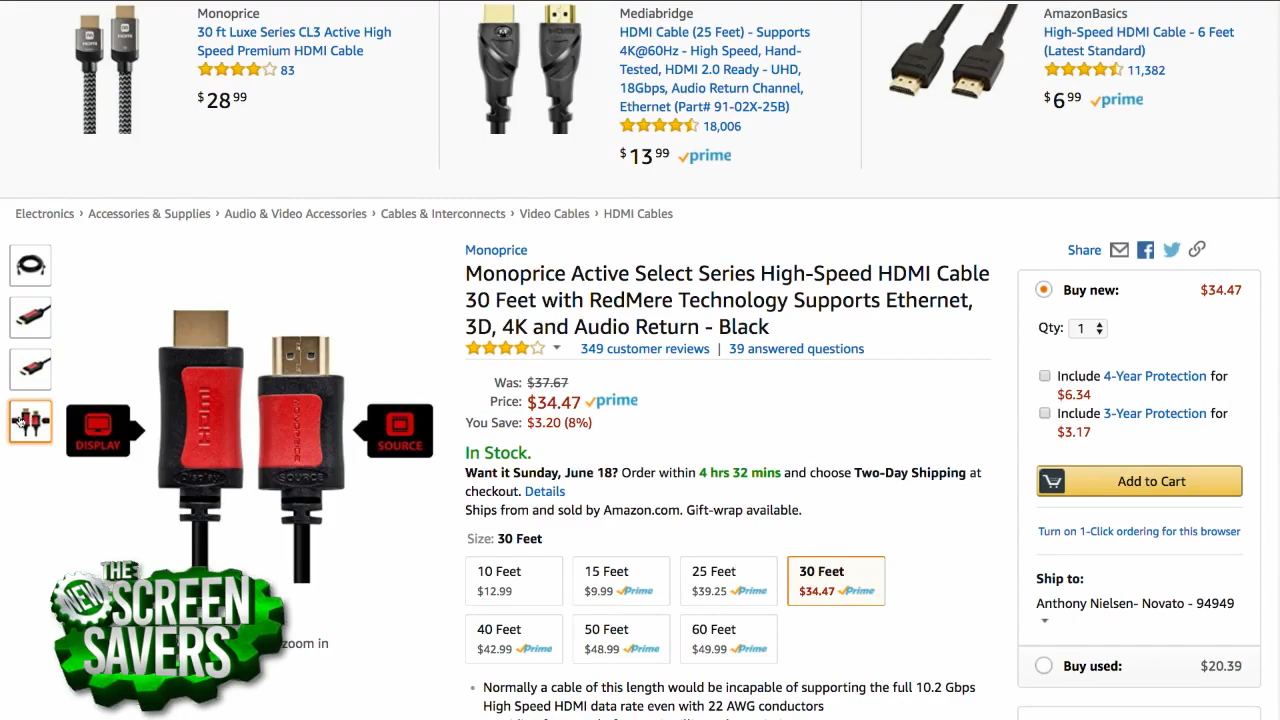 Monoprice
30 ft Luxe Series CL3 Active High
Speed Premium HDMI Cable
83
$28 99
Mediabridge
HDMI Cable (25 Feet) - Supports
4K@60Hz - High Speed, Hand-
Tested, HDMI 2.0 Ready - UHD,
18Gbps, Audio Return Channel,
Ethernet (Part# 91-02X-25B)
18,006
$13 99 prime
AmazonBasics
High-Speed HDMI Cable - 6 Feet
(Latest Standard)
11,382
$6 99 prime
Electronics › Accessories & Supplies › Audio & Video Accessories › Cables & Interconnects › Video Cables › HDMI Cables
Monoprice
Monoprice Active Select Series High-Speed HDMI Cable
30 Feet with RedMere Technology Supports Ethernet,
3D, 4K and Audio Return - Black
349 customer reviews | 39 answered questions
Was: $37.67
Price: $34.47 prime
You Save: $3.20 (8%)
In Stock.
Want it Sunday, June 18? Order within 4 hrs 32 mins and choose Two-Day Shipping at
checkout. Details
Ships from and sold by Amazon.com. Gift-wrap available.
Size: 30 Feet
10 Feet
$12.99
15 Feet
$9.99 Prime
25 Feet
$39.25 Prime
30 Feet
$34.47 Prime
40 Feet
$42.99 Prime
50 Feet
$48.99 Prime
60 Feet
$49.99 Prime
Normally a cable of this length would be incapable of supporting the full 10.2 Gbps
High Speed HDMI data rate even with 22 AWG conductors
Share
Buy new: $34.47
Qty: 1
Include 4-Year Protection for
$6.34
Include 3-Year Protection for
$3.17
Add to Cart
Turn on 1-Click ordering for this browser
Ship to:
Anthony Nielsen- Novato - 94949
Buy used: $20.39
DISPLAY
HDMI
Display
MONOPRICE
SOURCE
SOURCE
zoom in
THE
NEW
SCREEN
SAVERS